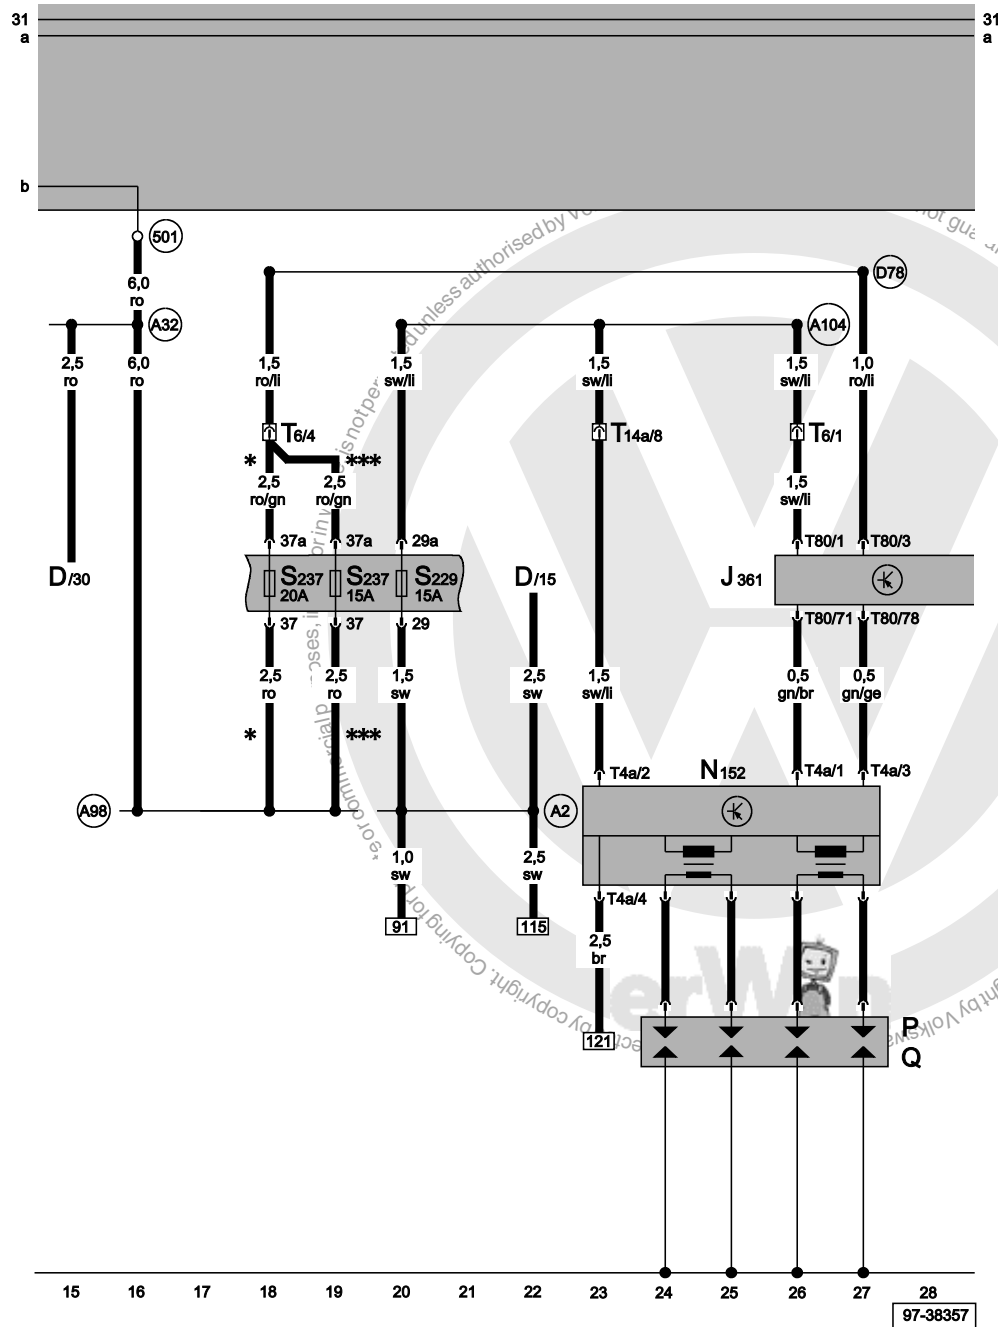 31 31
a a
b
501
D78
6,0
ro
A32
A104
2,5
ro
6,0
ro
1,5
ro/li
1,5
sw/li
1,5
sw/li
1,5
sw/li
1,0
ro/li
T6/4
T14a/8
T6/1
* ***
2,5
ro/gn
2,5
ro/gn
1,5
sw/li
37a 37a 29a T80/1 T80/3
D/30
S237
20A
S237
15A
S229
15A
D/15
J361
37 37 29 T80/71 T80/78
2,5
ro
2,5
ro
1,5
sw
2,5
sw
1,5
sw/li
0,5
gn/br
0,5
gn/ge
* ***
T4a/2 N152 T4a/1 T4a/3
A98
A2
1,0
sw
2,5
sw
T4a/4
91
115
2,5
br
121
P
Q
15 16 17 18 19 20 21 22 23 24 25 26 27 28
97-38357